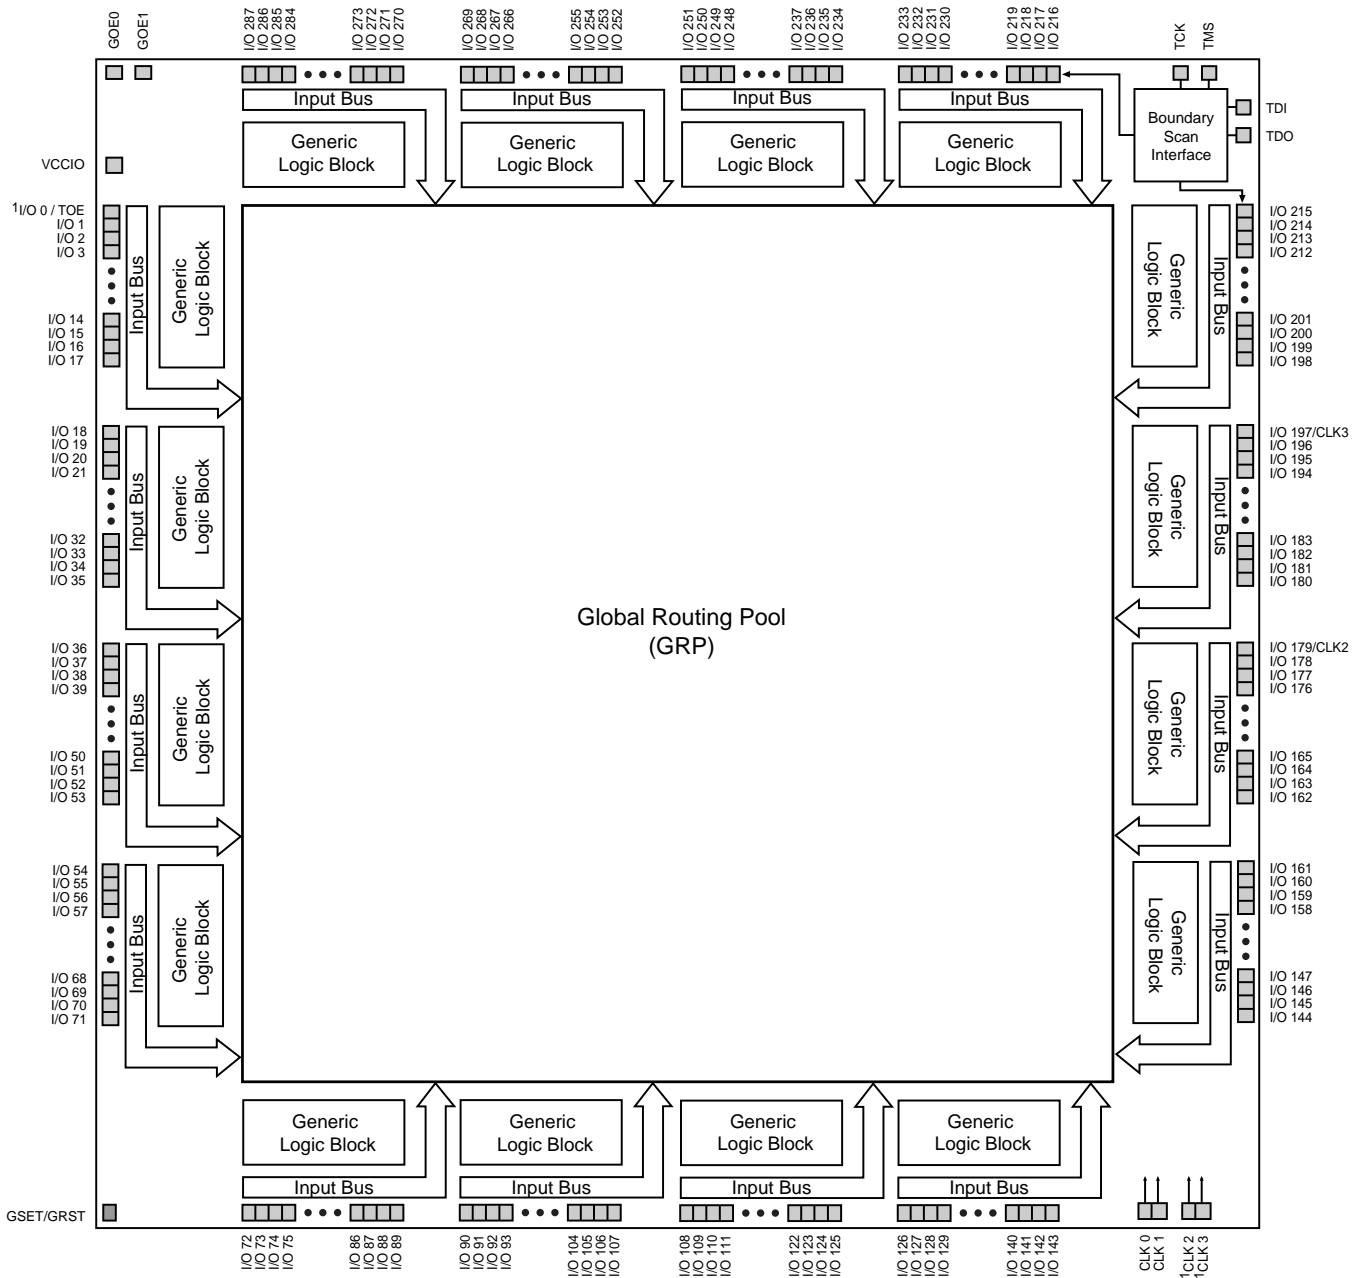 GOE0
GOE1
I/O 287
I/O 286
I/O 285
I/O 284
I/O 273
I/O 272
I/O 271
I/O 270
I/O 269
I/O 268
I/O 267
I/O 266
I/O 255
I/O 254
I/O 253
I/O 252
I/O 251
I/O 250
I/O 249
I/O 248
I/O 237
I/O 236
I/O 235
I/O 234
I/O 233
I/O 232
I/O 231
I/O 230
I/O 219
I/O 218
I/O 217
I/O 216
TCK
TMS
TDI
TDO
Boundary
Scan
Interface
Input Bus
Input Bus
Input Bus
Input Bus
Generic
Logic Block
Generic
Logic Block
Generic
Logic Block
Generic
Logic Block
VCCIO
1I/O 0 / TOE
I/O 1
I/O 2
I/O 3
I/O 14
I/O 15
I/O 16
I/O 17
Input Bus
Generic
Logic Block
I/O 18
I/O 19
I/O 20
I/O 21
I/O 32
I/O 33
I/O 34
I/O 35
Input Bus
Generic
Logic Block
I/O 36
I/O 37
I/O 38
I/O 39
I/O 50
I/O 51
I/O 52
I/O 53
Input Bus
Generic
Logic Block
I/O 54
I/O 55
I/O 56
I/O 57
I/O 68
I/O 69
I/O 70
I/O 71
Input Bus
Generic
Logic Block
Global Routing Pool
(GRP)
Generic
Logic Block
Input Bus
I/O 215
I/O 214
I/O 213
I/O 212
I/O 201
I/O 200
I/O 199
I/O 198
Generic
Logic Block
Input Bus
I/O 197/CLK3
I/O 196
I/O 195
I/O 194
I/O 183
I/O 182
I/O 181
I/O 180
Generic
Logic Block
Input Bus
I/O 179/CLK2
I/O 178
I/O 177
I/O 176
I/O 165
I/O 164
I/O 163
I/O 162
Generic
Logic Block
Input Bus
I/O 161
I/O 160
I/O 159
I/O 158
I/O 147
I/O 146
I/O 145
I/O 144
Generic
Logic Block
Generic
Logic Block
Generic
Logic Block
Generic
Logic Block
Input Bus
Input Bus
Input Bus
Input Bus
GSET/GRST
I/O 72
I/O 73
I/O 74
I/O 75
I/O 86
I/O 87
I/O 88
I/O 89
I/O 90
I/O 91
I/O 92
I/O 93
I/O 104
I/O 105
I/O 106
I/O 107
I/O 108
I/O 109
I/O 110
I/O 111
I/O 122
I/O 123
I/O 124
I/O 125
I/O 126
I/O 127
I/O 128
I/O 129
I/O 140
I/O 141
I/O 142
I/O 143
CLK 0
CLK 1
1CLK 2
1CLK 3